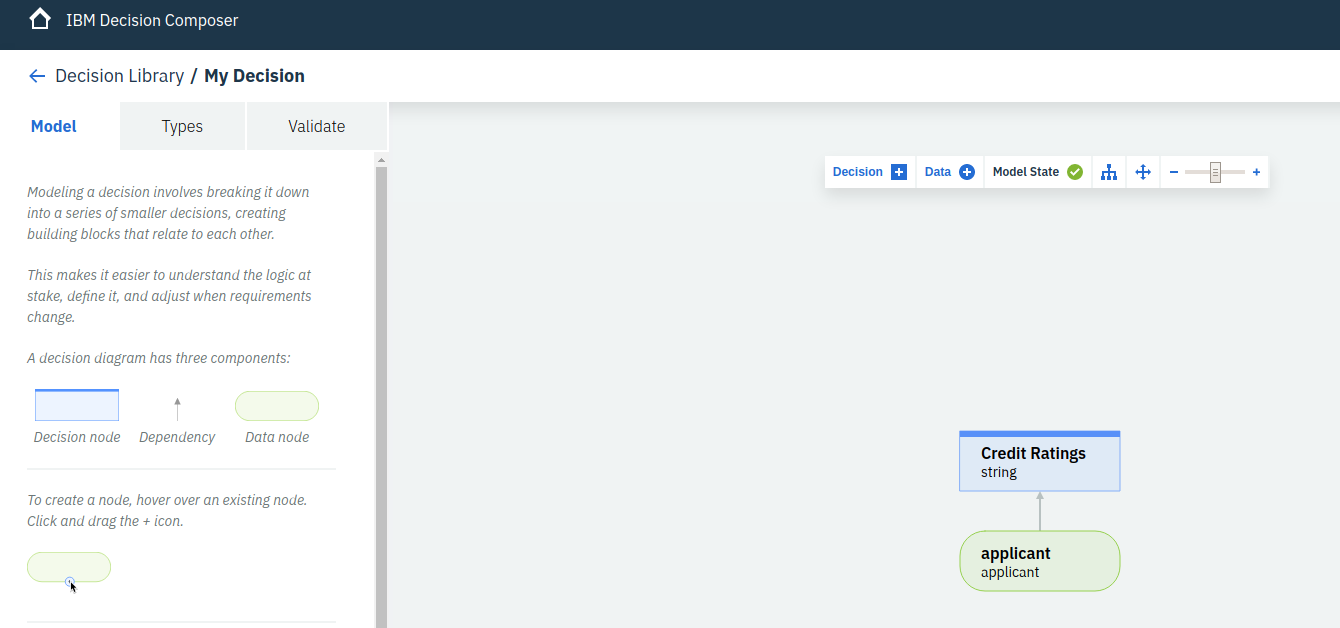 IBM Decision Composer
Decision Library / My Decision
Model
Types
Validate
Modeling a decision involves breaking it down
into a series of smaller decisions, creating
building blocks that relate to each other.
This makes it easier to understand the logic at
stake, define it, and adjust when requirements
change.
A decision diagram has three components:
Decision node
Dependency
Data node
To create a node, hover over an existing node.
Click and drag the + icon.
Decision
Data
Model State
Credit Ratings
string
applicant
applicant